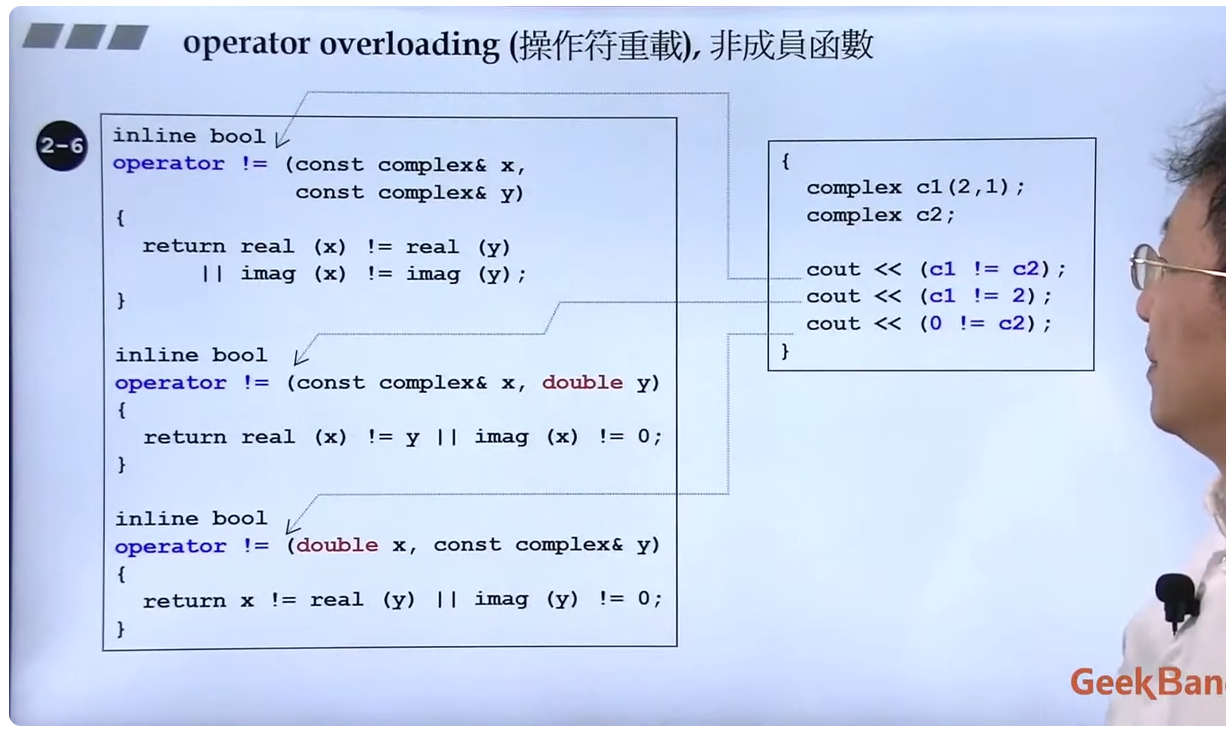 operator overloading (操作符重載), 非成員函數
2-6
inline bool
operator != (const complex& x,
const complex& y)
{
return real (x) != real (y)
|| imag (x) != imag (y);
}
inline bool
operator != (const complex& x, double y)
{
return real (x) != y || imag (x) != 0;
}
inline bool
operator != (double x, const complex& y)
{
return x != real (y) || imag (y) != 0;
}
{
complex c1(2,1);
complex c2;
cout << (c1 != c2);
cout << (c1 != 2);
cout << (0 != c2);
}
GeekBan